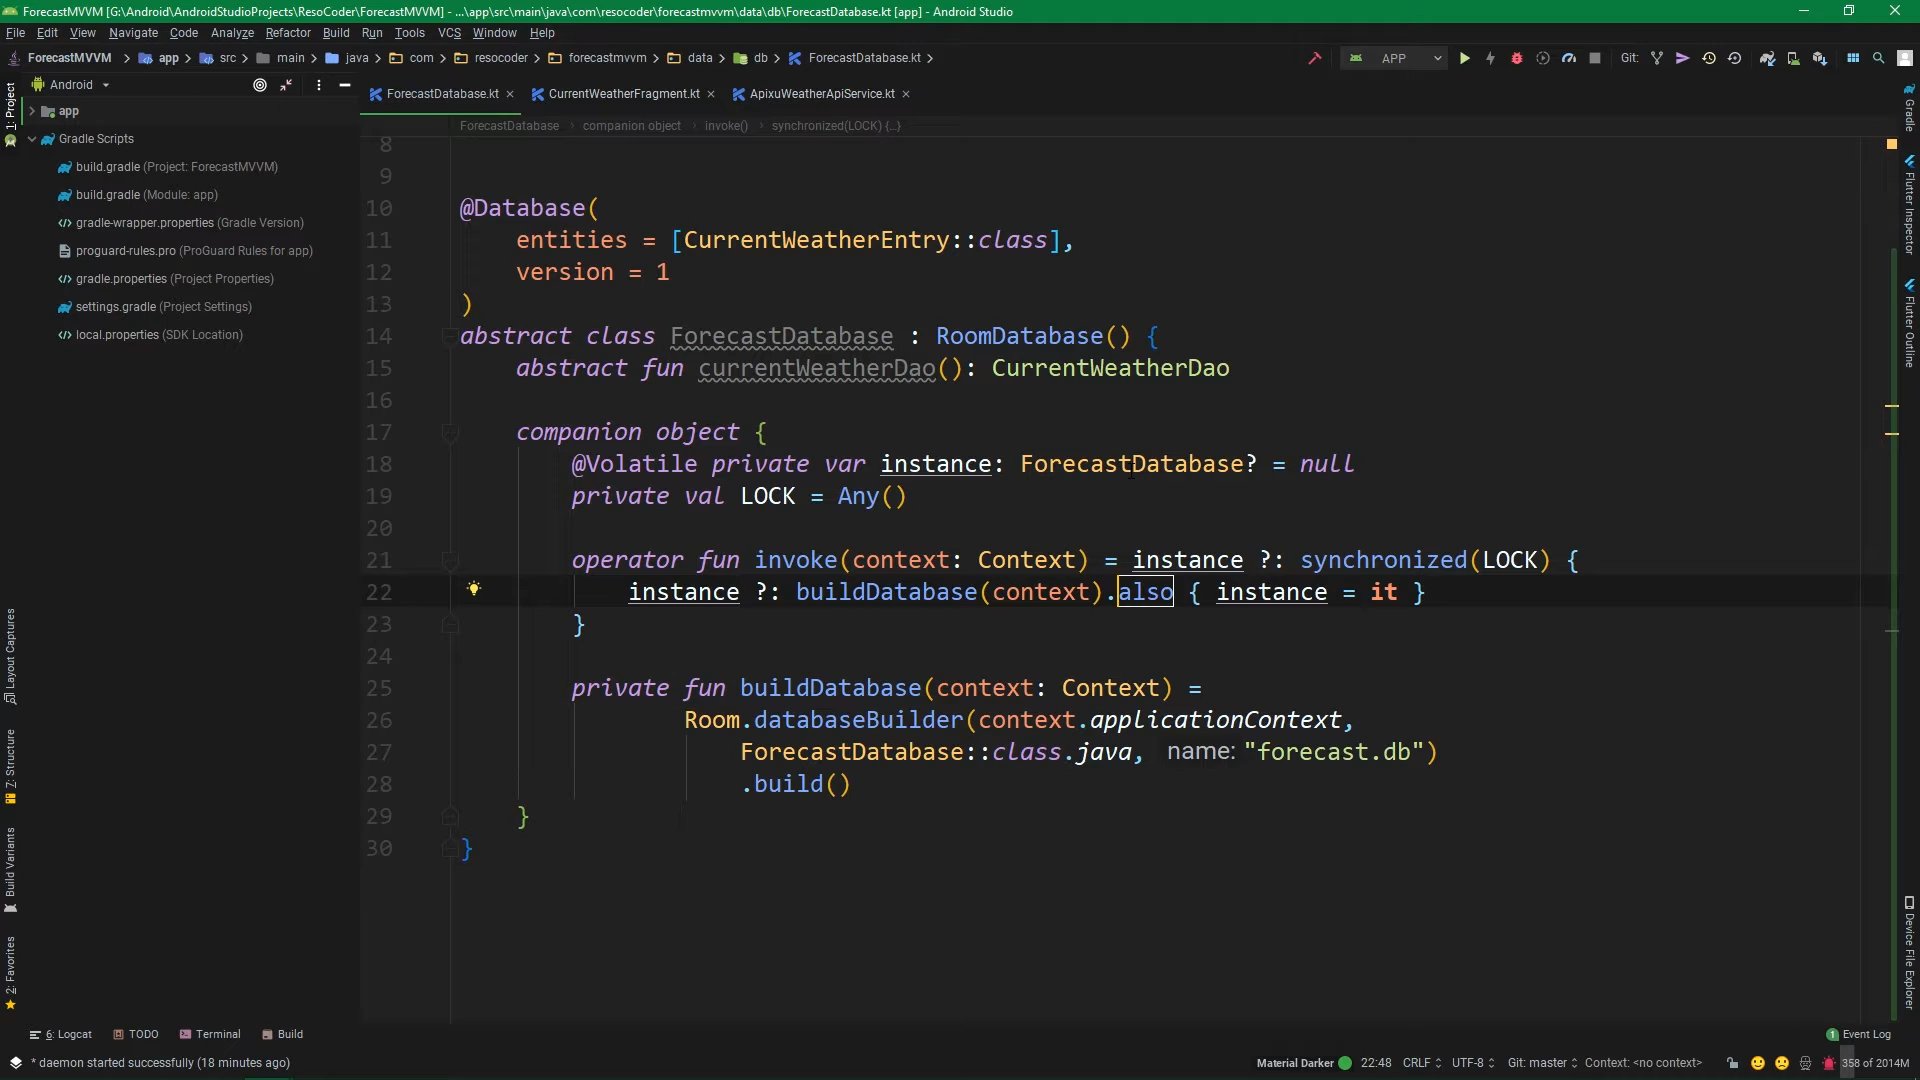 ForecastMVVM [G:\Android\AndroidStudioProjects\ResoCoder\ForecastMVVM] - ...\app\src\main\java\com\resocoder\forecastmvvm\data\db\ForecastDatabase.kt [app] - Android Studio
File Edit View Navigate Code Analyze Refactor Build Run Tools VCS Window Help
ForecastMVVM app src main java com resocoder forecastmvvm data db ForecastDatabase.kt APP Git:
Android
ForecastDatabase.kt CurrentWeatherFragment.kt ApixuWeatherApiService.kt
ForecastDatabase companion object invoke() synchronized(LOCK) {...}
1: Project
Layout Captures
7: Structure
Build Variants
2: Favorites
app
Gradle Scripts
build.gradle (Project: ForecastMVVM)
build.gradle (Module: app)
gradle-wrapper.properties (Gradle Version)
proguard-rules.pro (ProGuard Rules for app)
gradle.properties (Project Properties)
settings.gradle (Project Settings)
local.properties (SDK Location)
8
9
10 @Database(
11 entities = [CurrentWeatherEntry::class],
12 version = 1
13 )
14 abstract class ForecastDatabase : RoomDatabase() {
15 abstract fun currentWeatherDao(): CurrentWeatherDao
16
17 companion object {
18 @Volatile private var instance: ForecastDatabase? = null
19 private val LOCK = Any()
20
21 operator fun invoke(context: Context) = instance ?: synchronized(LOCK) {
22 instance ?: buildDatabase(context).also { instance = it }
23 }
24
25 private fun buildDatabase(context: Context) =
26 Room.databaseBuilder(context.applicationContext,
27 ForecastDatabase::class.java, name: "forecast.db")
28 .build()
29 }
30 }
Gradle
Flutter Inspector
Flutter Outline
Device File Explorer
6: Logcat TODO Terminal Build 1 Event Log
* daemon started successfully (18 minutes ago) Material Darker 22:48 CRLF UTF-8 Git: master Context: <no context> 358 of 2014M